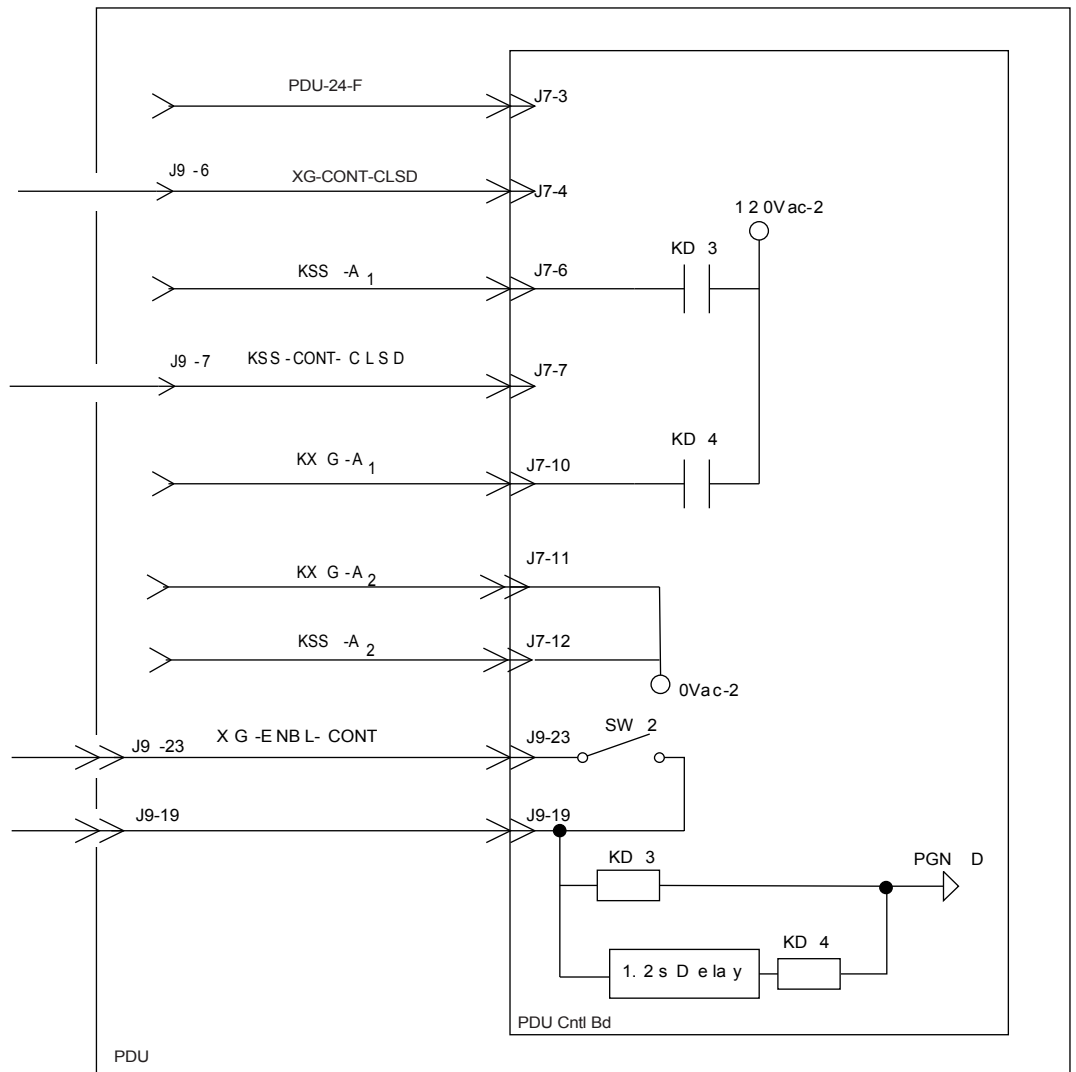 PDU-24-F
J7-3
J9 -6
XG-CONT-CLSD
J7-4
1 2 0Vac-2
KD 3
KSS -A 1
J7-6
J9 -7
KSS -CONT- C L S D
J7-7
KD 4
KX G -A 1
J7-10
KX G -A 2
J7-11
KSS -A 2
J7-12
0Vac-2
SW 2
J9 -23
X G -E NB L- CONT
J9-23
J9-19
J9-19
KD 3
PGN D
KD 4
1. 2 s D e la y
PDU Cntl Bd
PDU